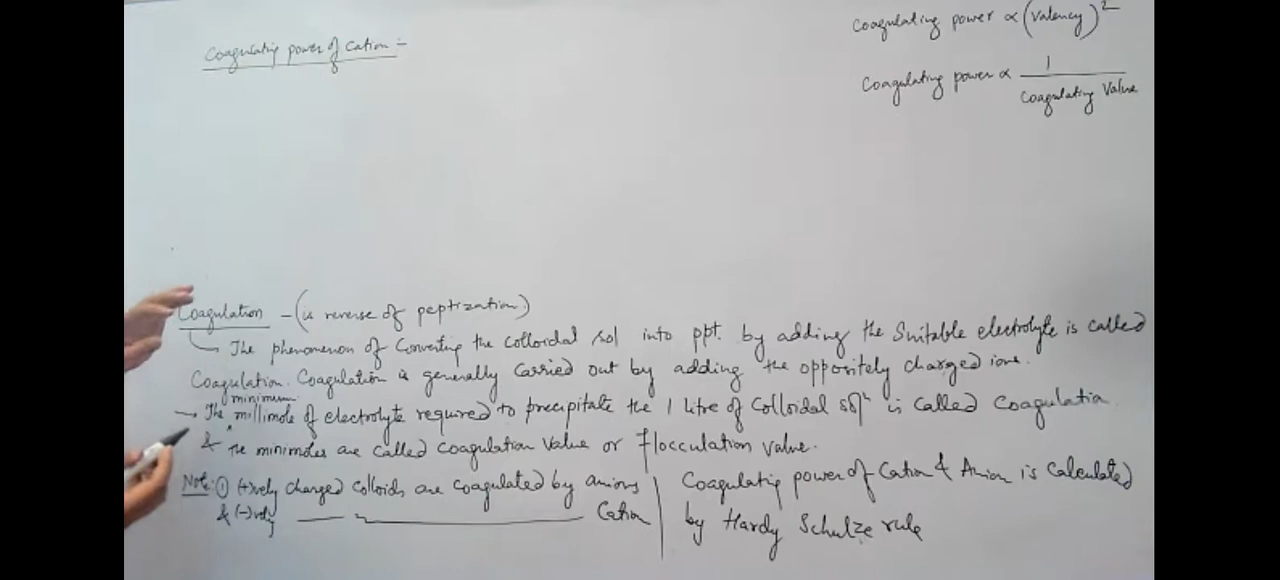 Coagulating power of Cation :-
Coagulating power ∝ (valency)²
Coagulating power ∝ 1 / Coagulating Value
Coagulation - (is reverse of peptization)
The phenomenon of Converting the colloidal sol into ppt. by adding the Suitable electrolyte is called
Coagulation. Coagulation is generally Carried out by adding the oppositely charged ions.
→ The minimum millimole of electrolyte required to precipitate the 1 Litre of Colloidal solⁿ is Called Coagulation
& the minimoles are called Coagulation Value or Flocculation value.
Note: ① (+)vely charged Colloids are coagulated by anions
& (-)vely ——— ——————— Cation
Coagulating power of Cation & Anion is Calculated
by Hardy Schulze rule